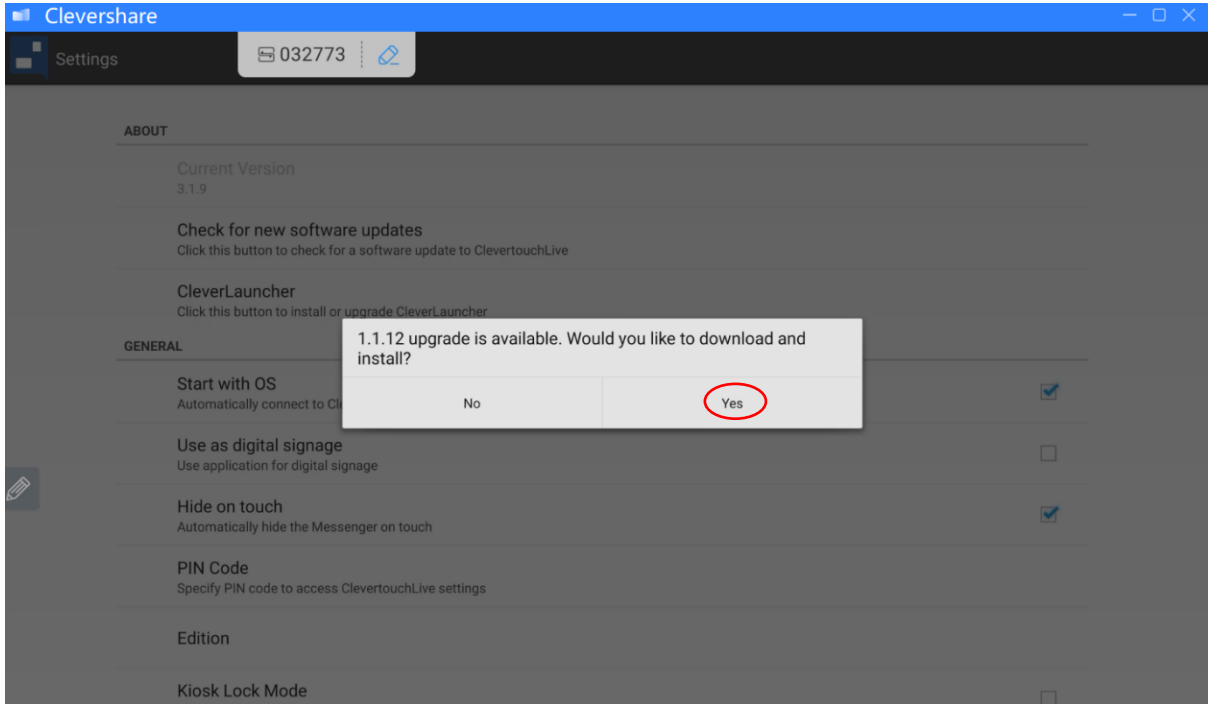 Clevershare
Settings
032773
ABOUT
Current Version
3.1.9
Check for new software updates
Click this button to check for a software update to ClevertouchLive
CleverLauncher
Click this button to install or upgrade CleverLauncher
1.1.12 upgrade is available. Would you like to download and
install?
No
Yes
GENERAL
Start with OS
Automatically connect to Cl
Use as digital signage
Use application for digital signage
Hide on touch
Automatically hide the Messenger on touch
PIN Code
Specify PIN code to access ClevertouchLive settings
Edition
Kiosk Lock Mode